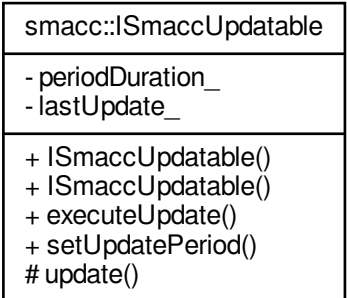 smacc::ISmaccUpdatable
- periodDuration_
- lastUpdate_
+ ISmaccUpdatable()
+ ISmaccUpdatable()
+ executeUpdate()
+ setUpdatePeriod()
# update()